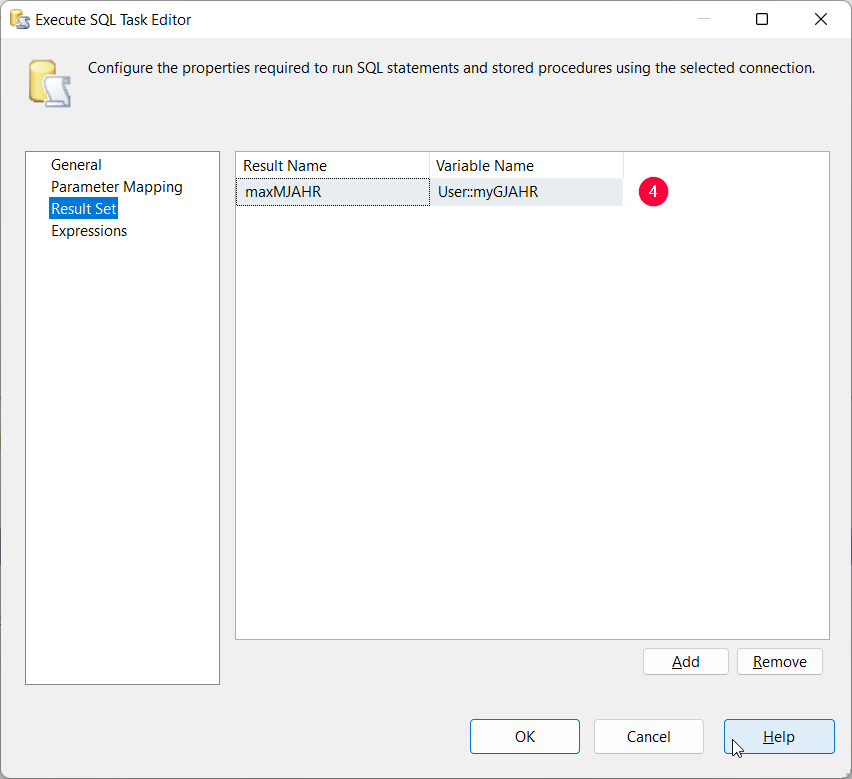 Execute SQL Task Editor
Configure the properties required to run SQL statements and stored procedures using the selected connection.
General
Parameter Mapping
Result Set
Expressions
Result Name Variable Name
maxMJAHR User::myGJAHR 4
Add Remove
OK Cancel Help